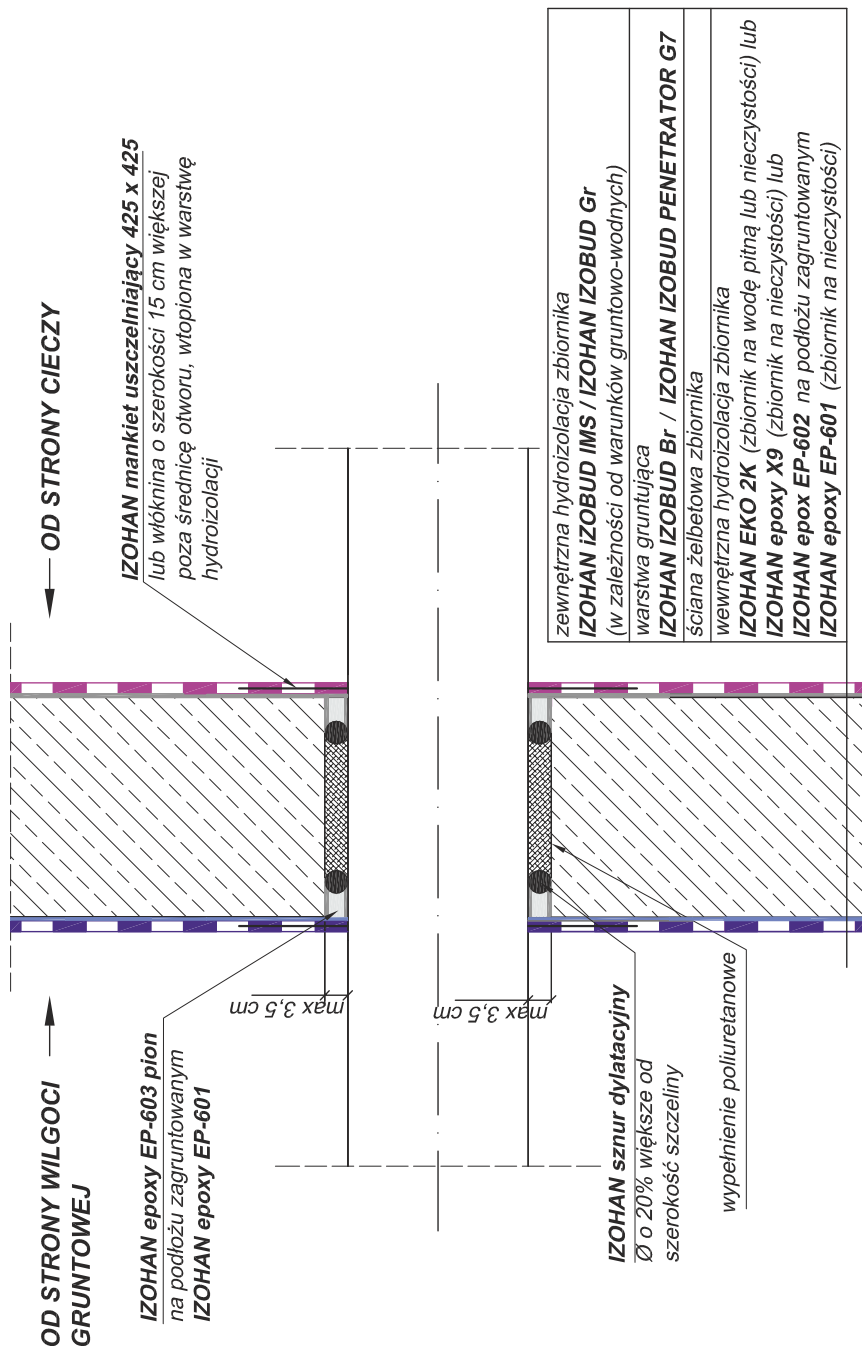 OD STRONY WILGOCI
GRUNTOWEJ
OD STRONY CIECZY
IZOHAN epoxy EP-603 pion
na podłożu zagruntowanym
IZOHAN epoxy EP-601
IZOHAN mankiet uszczelniający 425 x 425
lub włóknina o szerokości 15 cm większej
poza średnicę otworu, wtopiona w warstwę
hydroizolacji
max 3,5 cm
max 3,5 cm
IZOHAN sznur dylatacyjny
Ø o 20% większe od
szerokość szczeliny
wypełnienie poliuretanowe
zewnętrzna hydroizolacja zbiornika
IZOHAN iZOBUD IMS / IZOHAN IZOBUD Gr
(w zależności od warunków gruntowo-wodnych)
warstwa gruntująca
IZOHAN IZOBUD Br / IZOHAN IZOBUD PENETRATOR G7
ściana żelbetowa zbiornika
wewnętrzna hydroizolacja zbiornika
IZOHAN EKO 2K (zbiornik na wodę pitną lub nieczystości) lub
IZOHAN epoxy X9 (zbiornik na nieczystości) lub
IZOHAN epox EP-602 na podłożu zagruntowanym
IZOHAN epoxy EP-601 (zbiornik na nieczystości)